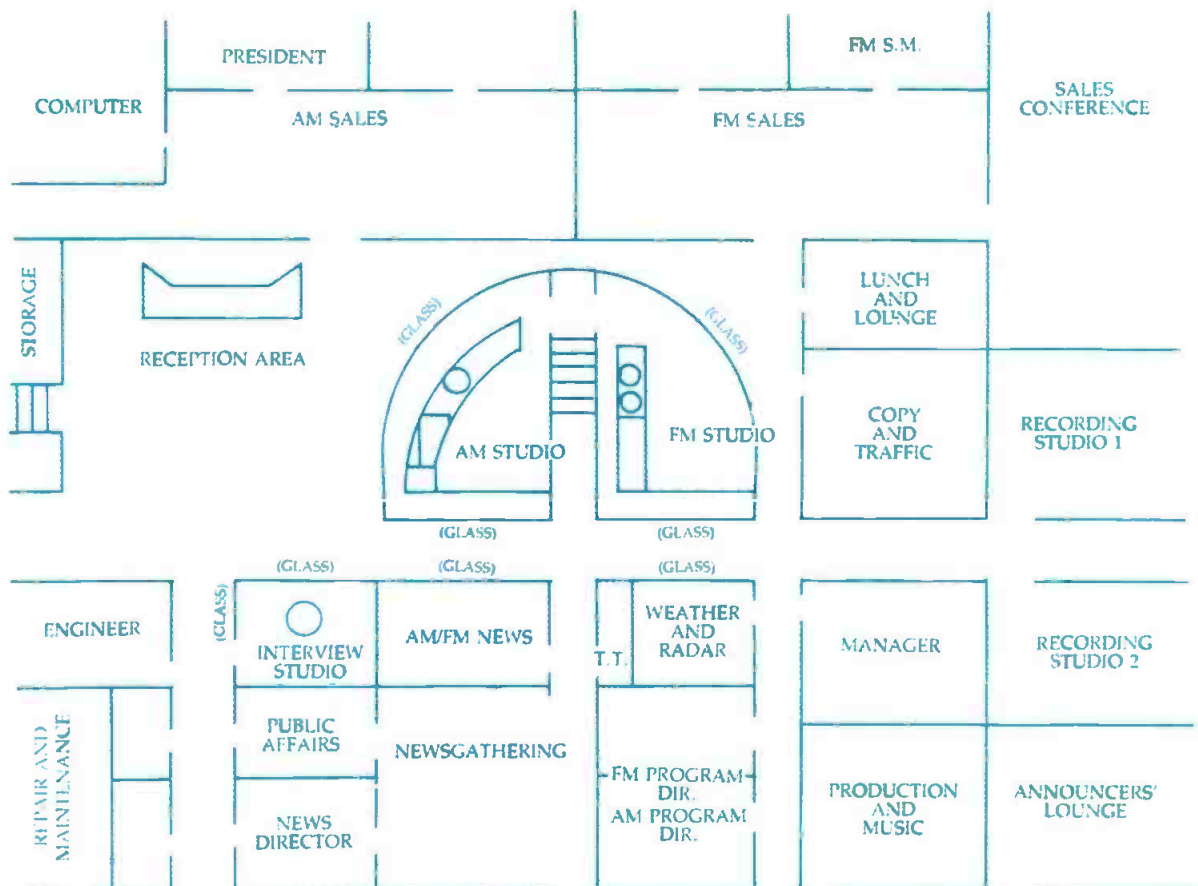 PRESIDENT
FM S.M.
COMPUTER
AM SALES
FM SALES
SALES
CONFERENCE
STORAGE
RECEPTION AREA
(GLASS)
(GLASS)
LUNCH
AND
LOUNGE
AM STUDIO
FM STUDIO
COPY
AND
TRAFFIC
RECORDING
STUDIO 1
(GLASS)
(GLASS)
(GLASS)
(GLASS)
(GLASS)
(GLASS)
ENGINEER
INTERVIEW
STUDIO
AM/FM NEWS
T.T.
WEATHER
AND
RADAR
MANAGER
RECORDING
STUDIO 2
REPAIR AND
MAINTENANCE
PUBLIC
AFFAIRS
NEWSGATHERING
FM PROGRAM
DIR.
AM PROGRAM
DIR.
PRODUCTION
AND
MUSIC
ANNOUNCERS'
LOUNGE
NEWS
DIRECTOR